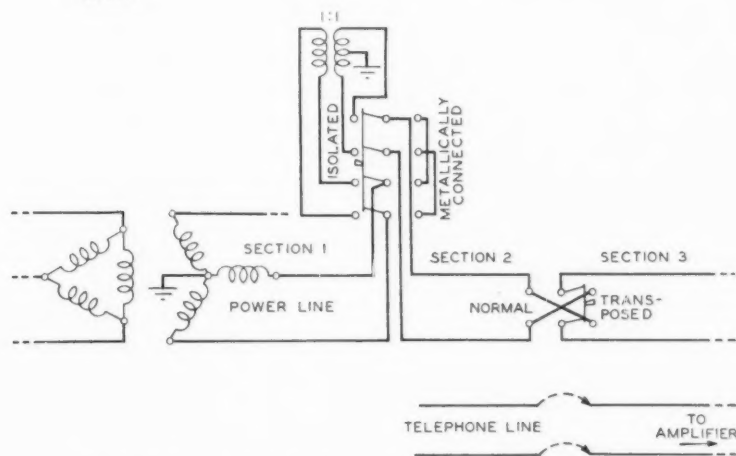 1:1
ISOLATED
METALLICALLY
CONNECTED
SECTION 1
SECTION 2
SECTION 3
POWER LINE
NORMAL
TRANS-
POSED
TELEPHONE LINE
TO
AMPLIFIER